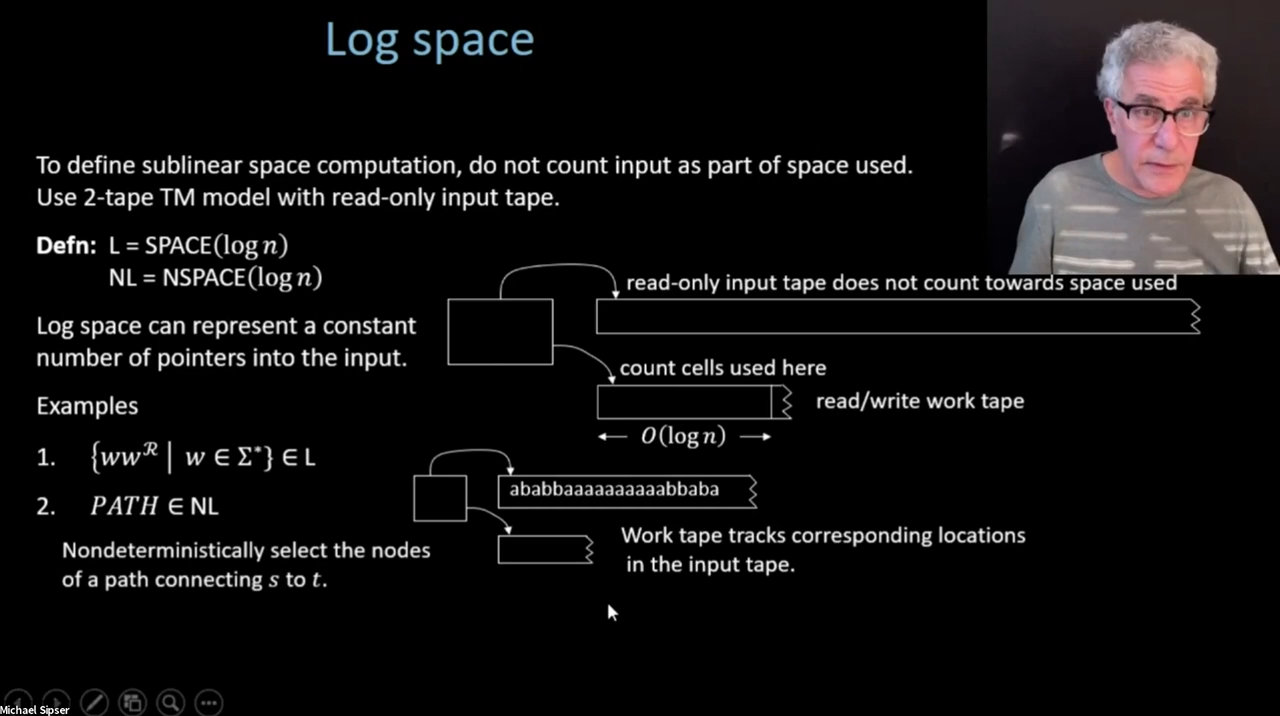 Log space
To define sublinear space computation, do not count input as part of space used.
Use 2-tape TM model with read-only input tape.
Defn: L = SPACE(log n)
NL = NSPACE(log n)
read-only input tape does not count towards space used
Log space can represent a constant
number of pointers into the input.
count cells used here
read/write work tape
O(log n)
Examples
1. {wwᴿ | w ∈ Σ*} ∈ L
ababbaaaaaaaaaabbaba
2. PATH ∈ NL
Work tape tracks corresponding locations
in the input tape.
Nondeterministically select the nodes
of a path connecting s to t.
Michael Sipser